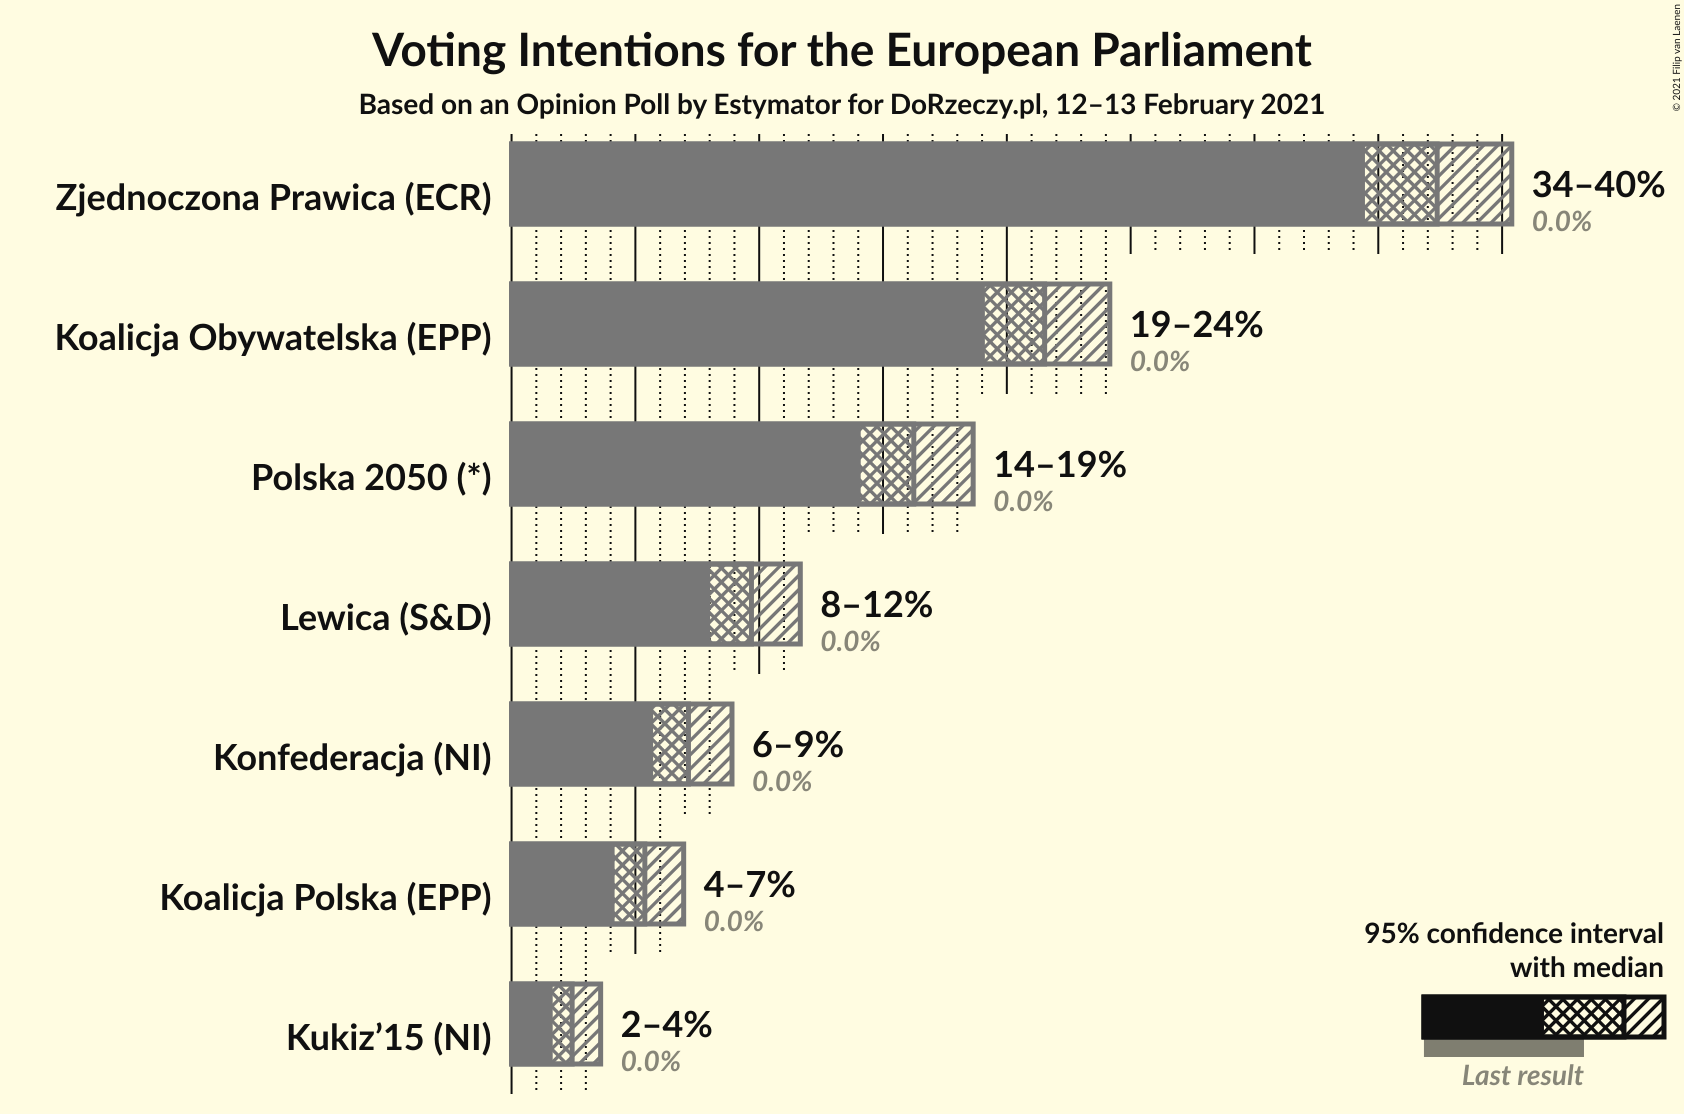 Voting Intentions for the European Parliament
Based on an Opinion Poll by Estymator for DoRzeczy.pl, 12–13 February 2021
© 2021 Filip van Laenen
Zjednoczona Prawica (ECR)
34–40%
0.0%
Koalicja Obywatelska (EPP)
19–24%
0.0%
Polska 2050 (*)
14–19%
0.0%
Lewica (S&D)
8–12%
0.0%
Konfederacja (NI)
6–9%
0.0%
Koalicja Polska (EPP)
4–7%
0.0%
Kukiz’15 (NI)
2–4%
0.0%
95% confidence interval
with median
Last result